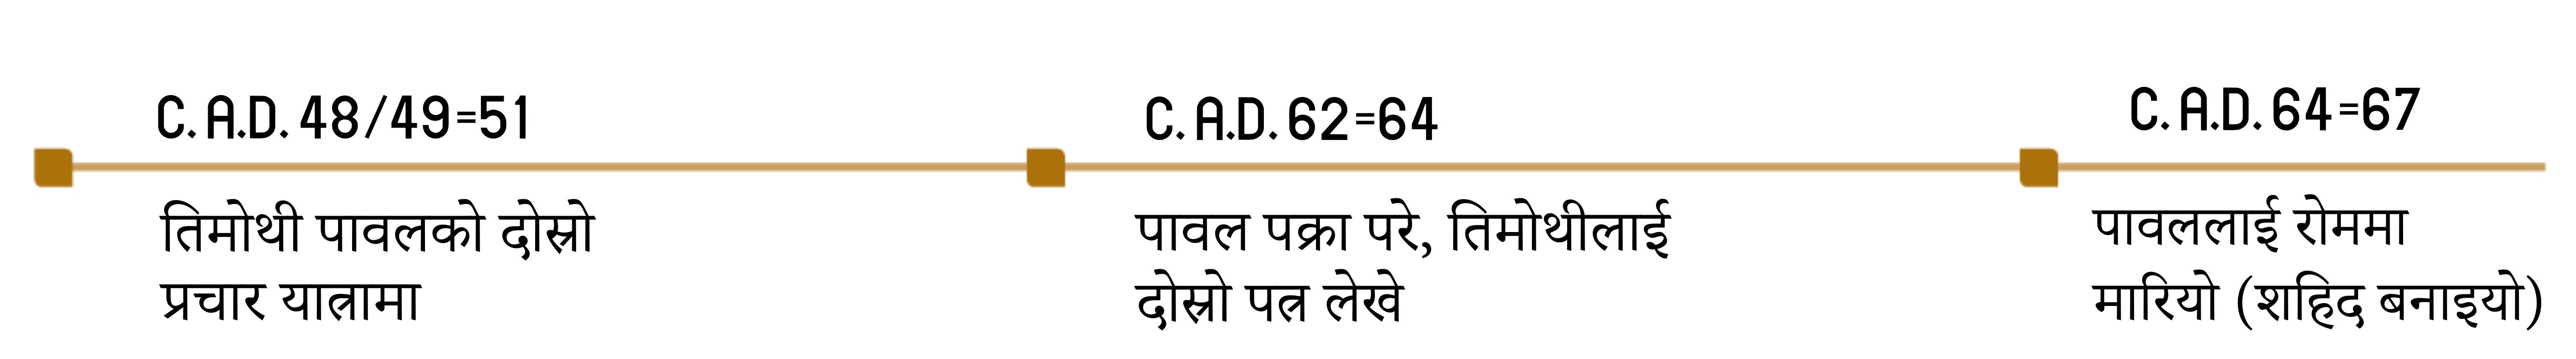 C. A.D. 48/49=51
तिमोथी पावलको दोस्रो
प्रचार यात्रामा
C. A.D. 62=64
पावल पक्रा परे, तिमोथीलाई
दोस्रो पत्र लेखे
C. A.D. 64=67
पावललाई रोममा
मारियो (शहिद बनाइयो)